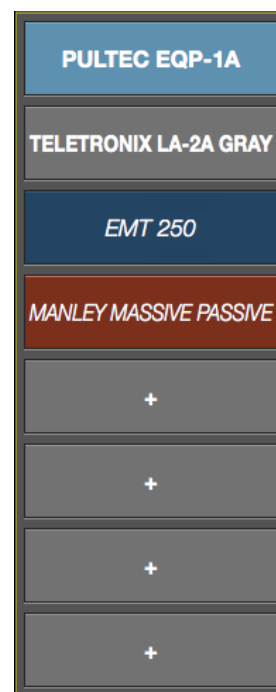 PULTEC EQP-1A
TELETRONIX LA-2A GRAY
EMT 250
MANLEY MASSIVE PASSIVE
+
+
+
+